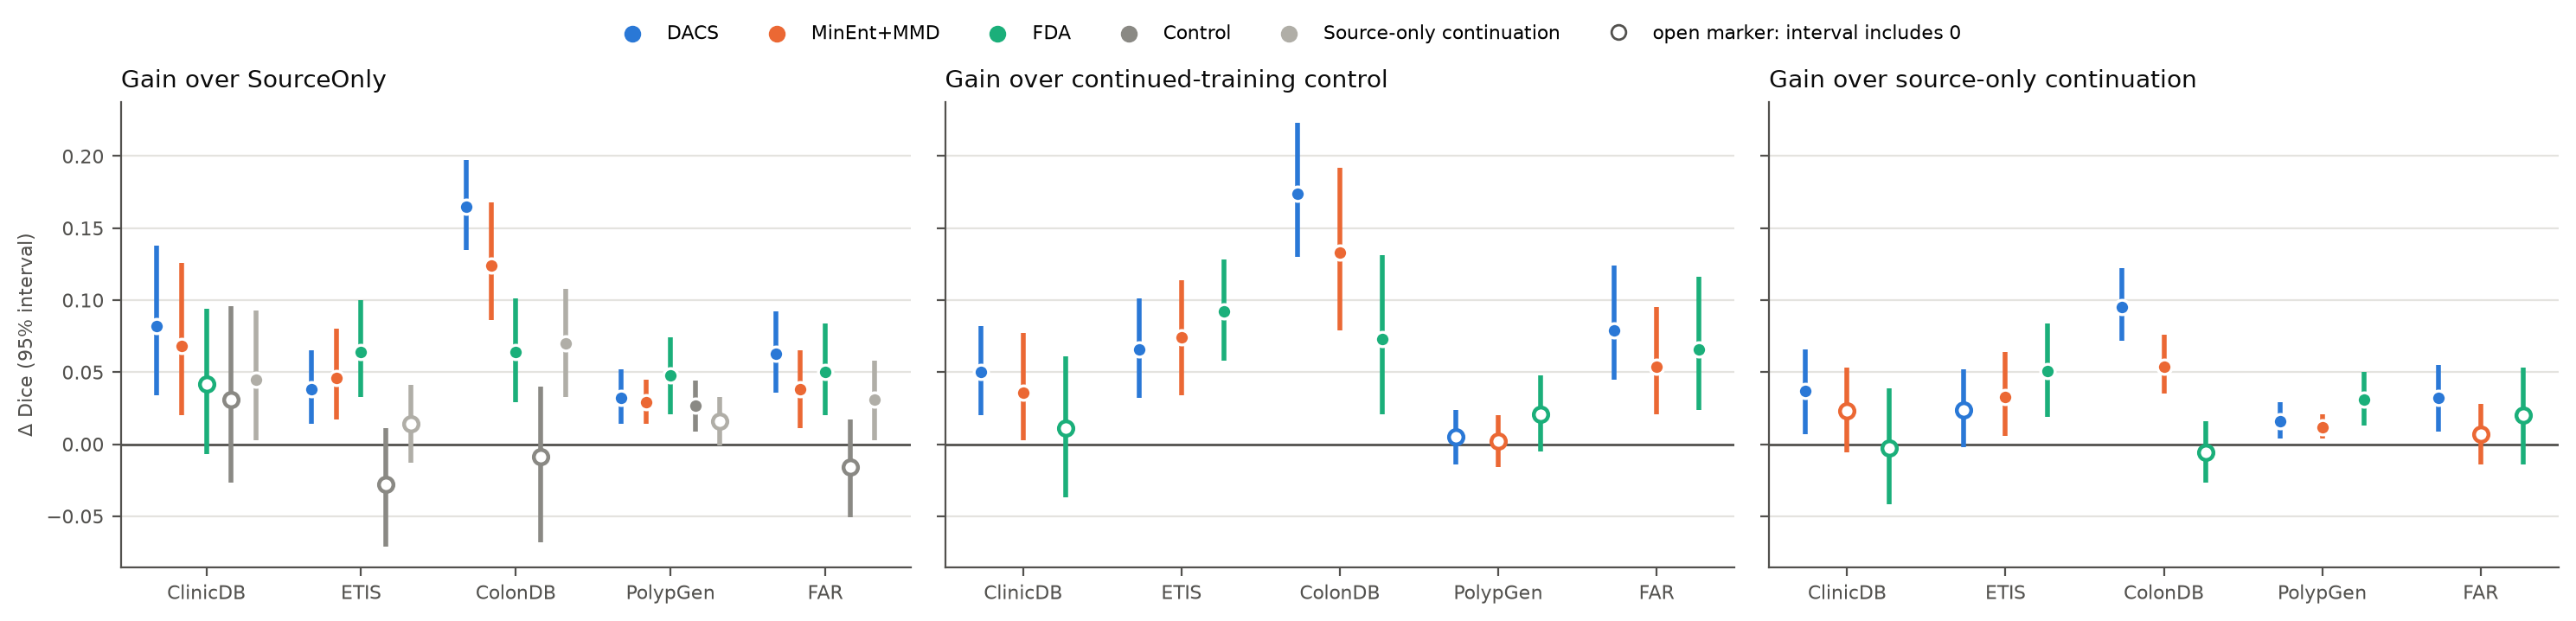 DACS MinEnt+MMD FDA Control Source-only continuation open marker: interval includes 0
Gain over SourceOnly
Gain over continued-training control
Gain over source-only continuation
Δ Dice (95% interval)
0.20
0.15
0.10
0.05
0.00
−0.05
ClinicDB ETIS ColonDB PolypGen FAR
ClinicDB ETIS ColonDB PolypGen FAR
ClinicDB ETIS ColonDB PolypGen FAR